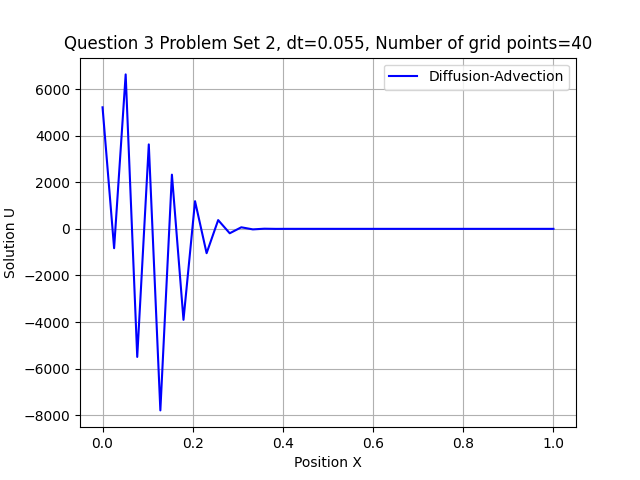 Question 3 Problem Set 2, dt=0.055, Number of grid points=40
Diffusion-Advection
6000
4000
2000
0
−2000
−4000
−6000
−8000
Solution U
0.0 0.2 0.4 0.6 0.8 1.0
Position X